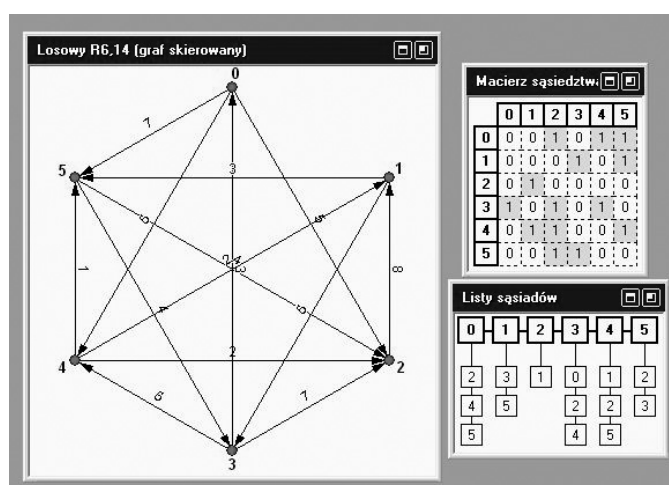 Losowy R6,14 (graf skierowany)
0
7
5
3
1
1
8
4
2
2
7
3
Macierz sąsiedztwa
0 1 2 3 4 5
0 0 0 1 0 1 1
1 0 0 0 1 0 1
2 0 1 0 0 0 0
3 1 0 1 0 1 0
4 0 1 1 0 0 1
5 0 0 1 1 0 0
Listy sąsiadów
0 1 2 3 4 5
2 3 1 0 1 2
4 5 2 2 3
5 4 5